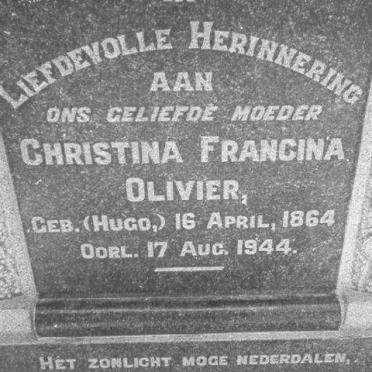 LIEFDEVOLLE HERINNERING
AAN
ONS GELIEFDE MOEDER
CHRISTINA FRANCINA
OLIVIER,
GEB. (HUGO,) 16 APRIL, 1864
OORL. 17 AUG. 1944.
HET ZONLICHT MOGE NEDERDALEN,